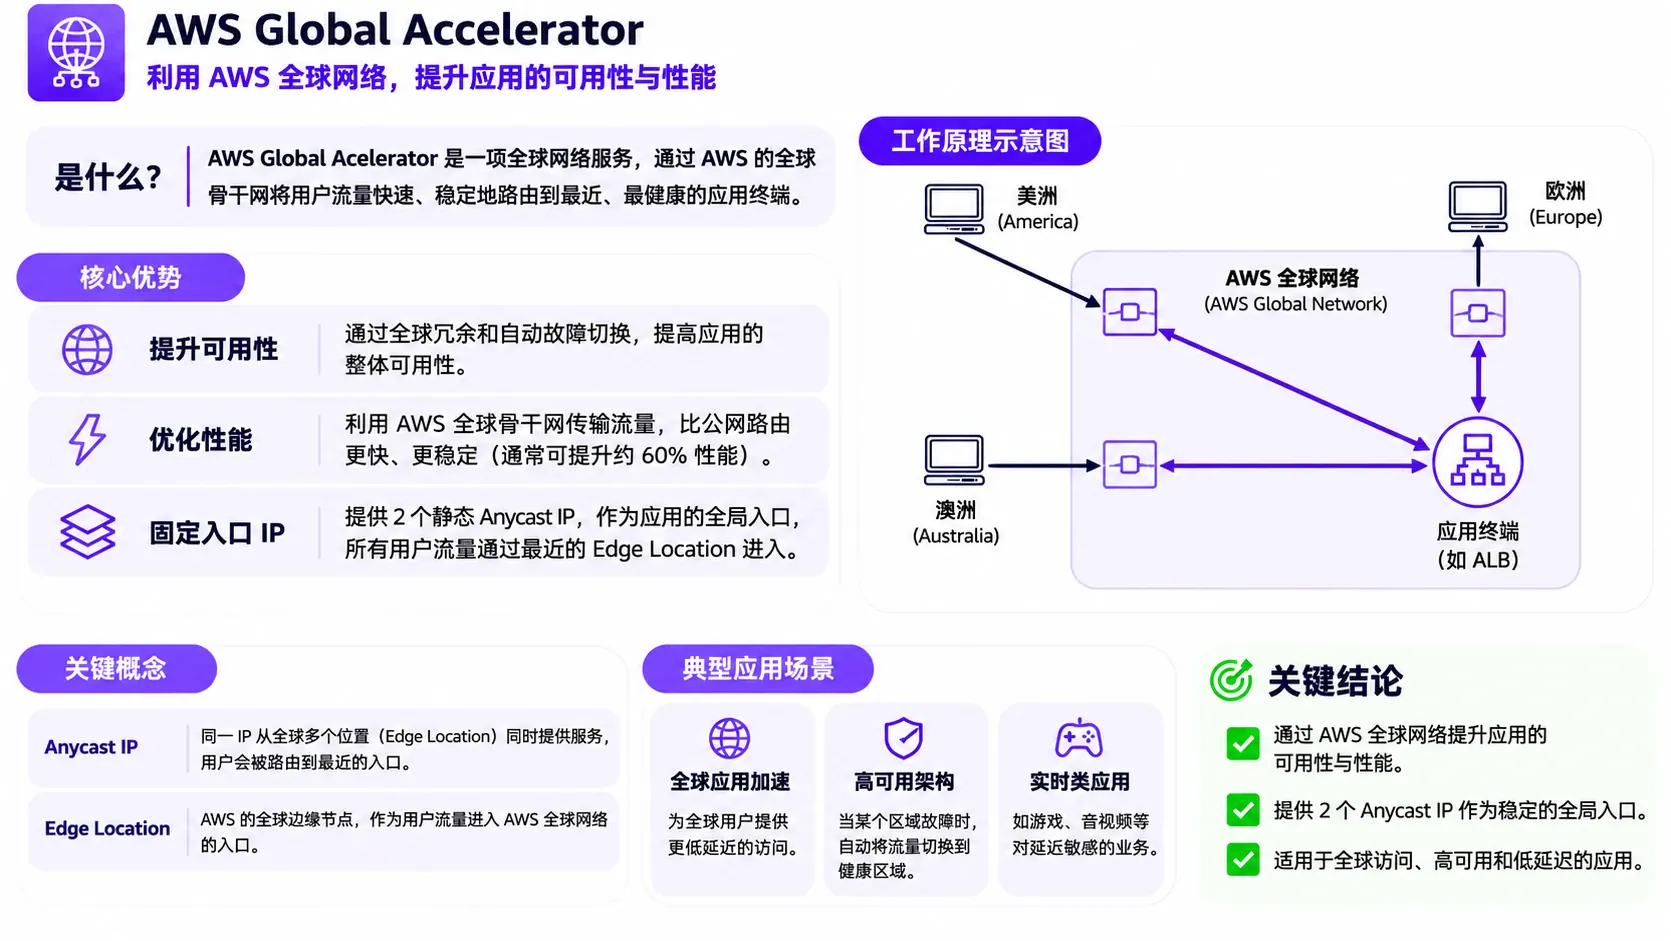 AWS Global Accelerator
利用 AWS 全球网络，提升应用的可用性与性能
是什么？
AWS Global Acelerator 是一项全球网络服务，通过 AWS 的全球
骨干网将用户流量快速、稳定地路由到最近、最健康的应用终端。
核心优势
提升可用性
通过全球冗余和自动故障切换，提高应用的
整体可用性。
优化性能
利用 AWS 全球骨干网传输流量，比公网路由
更快、更稳定（通常可提升约 60% 性能）。
固定入口 IP
提供 2 个静态 Anycast IP，作为应用的全局入口，
所有用户流量通过最近的 Edge Location 进入。
工作原理示意图
美洲
(America)
欧洲
(Europe)
AWS 全球网络
(AWS Global Network)
澳洲
(Australia)
应用终端
（如 ALB）
关键概念
Anycast IP
同一 IP 从全球多个位置（Edge Location）同时提供服务，
用户会被路由到最近的入口。
Edge Location
AWS 的全球边缘节点，作为用户流量进入 AWS 全球网络
的入口。
典型应用场景
全球应用加速
为全球用户提供
更低延近的访问。
高可用架构
当某个区域故障时，
自动将流量切换到
健康区域。
实时类应用
如游戏、音视频等
对延近敏感的业务。
关键结论
通过 AWS 全球网络提升应用的
可用性与性能。
提供 2 个 Anycast IP 作为稳定的全局入口。
适用于全球访问、高可用和低延迟的应用。